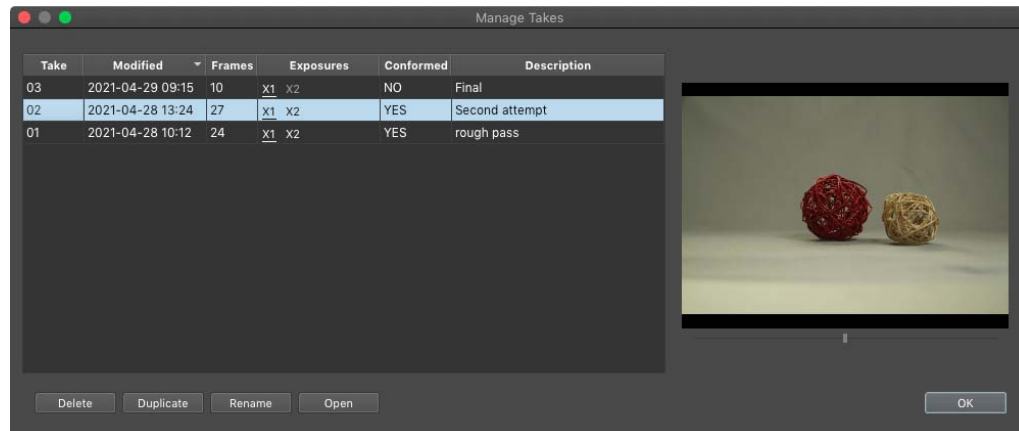 Manage Takes
Take Modified Frames Exposures Conformed Description
03 2021-04-29 09:15 10 X1 X2 NO Final
02 2021-04-28 13:24 27 X1 X2 YES Second attempt
01 2021-04-28 10:12 24 X1 X2 YES rough pass
Delete Duplicate Rename Open OK